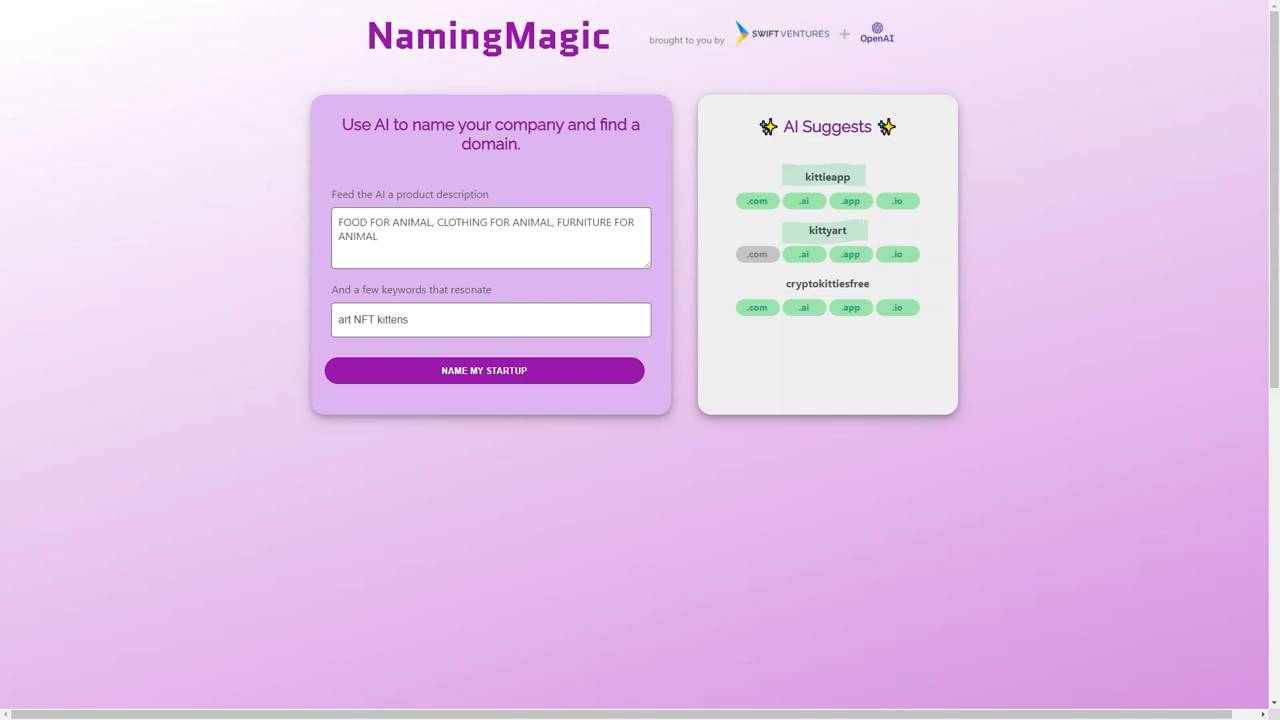 NamingMagic
brought to you by
SWIFTVENTURES
+
OpenAI
Use AI to name your company and find a
domain.
Feed the AI a product description
FOOD FOR ANIMAL, CLOTHING FOR ANIMAL, FURNITURE FOR
ANIMAL
And a few keywords that resonate
art NFT kittens
NAME MY STARTUP
✨ AI Suggests ✨
kittieapp
.com .ai .app .io
kittyart
.com .ai .app .io
cryptokittiesfree
.com .ai .app .io